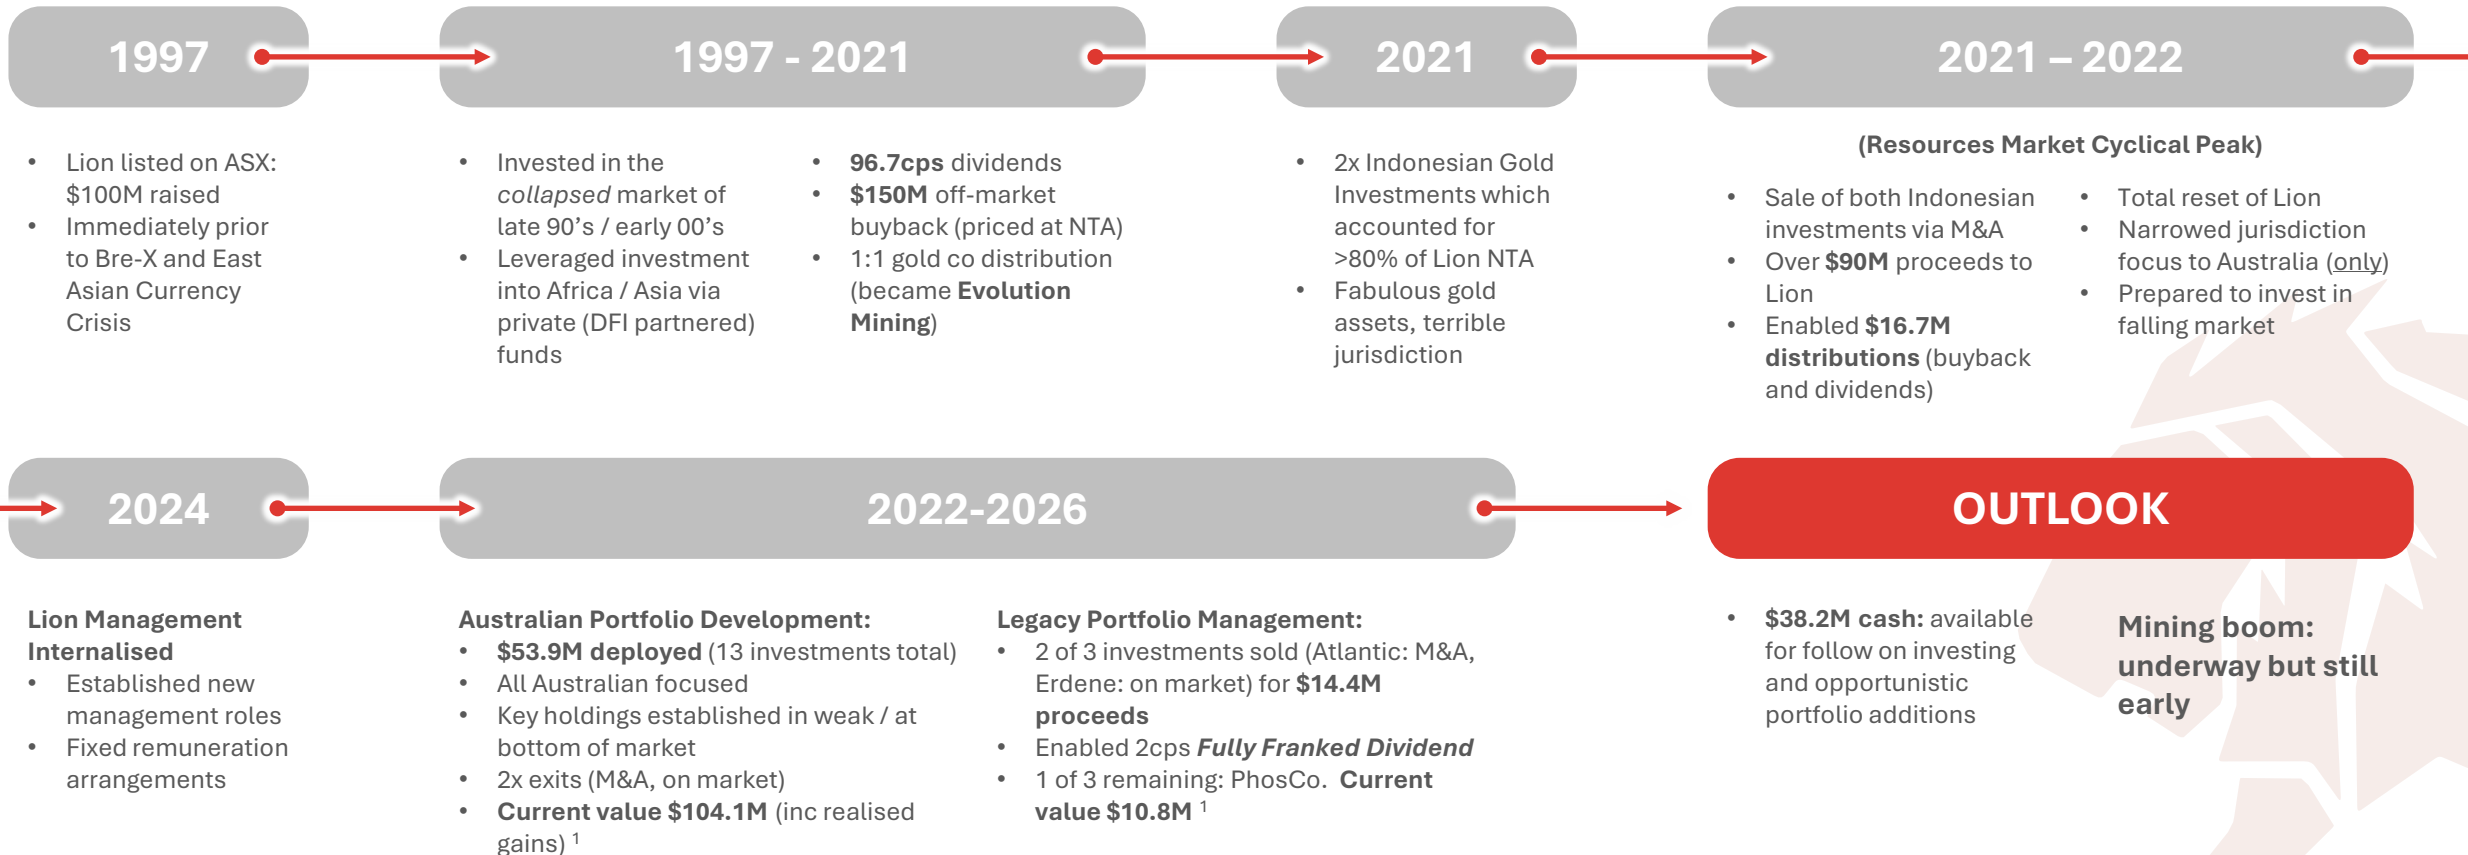 1997
• Lion listed on ASX:
$100M raised
• Immediately prior
to Bre-X and East
Asian Currency
Crisis
1997 - 2021
• Invested in the
collapsed market of
late 90’s / early 00’s
• Leveraged investment
into Africa / Asia via
private (DFI partnered)
funds
• 96.7cps dividends
• $150M off-market
buyback (priced at NTA)
• 1:1 gold co distribution
(became Evolution
Mining)
2021
• 2x Indonesian Gold
Investments which
accounted for
>80% of Lion NTA
• Fabulous gold
assets, terrible
jurisdiction
2021 – 2022
(Resources Market Cyclical Peak)
• Sale of both Indonesian
investments via M&A
• Over $90M proceeds to
Lion
• Enabled $16.7M
distributions (buyback
and dividends)
• Total reset of Lion
• Narrowed jurisdiction
focus to Australia (only)
• Prepared to invest in
falling market
2024
Lion Management
Internalised
• Established new
management roles
• Fixed remuneration
arrangements
2022-2026
Australian Portfolio Development:
• $53.9M deployed (13 investments total)
• All Australian focused
• Key holdings established in weak / at
bottom of market
• 2x exits (M&A, on market)
• Current value $104.1M (inc realised
gains) 1
Legacy Portfolio Management:
• 2 of 3 investments sold (Atlantic: M&A,
Erdene: on market) for $14.4M
proceeds
• Enabled 2cps Fully Franked Dividend
• 1 of 3 remaining: PhosCo. Current
value $10.8M 1
OUTLOOK
• $38.2M cash: available
for follow on investing
and opportunistic
portfolio additions
Mining boom:
underway but still
early